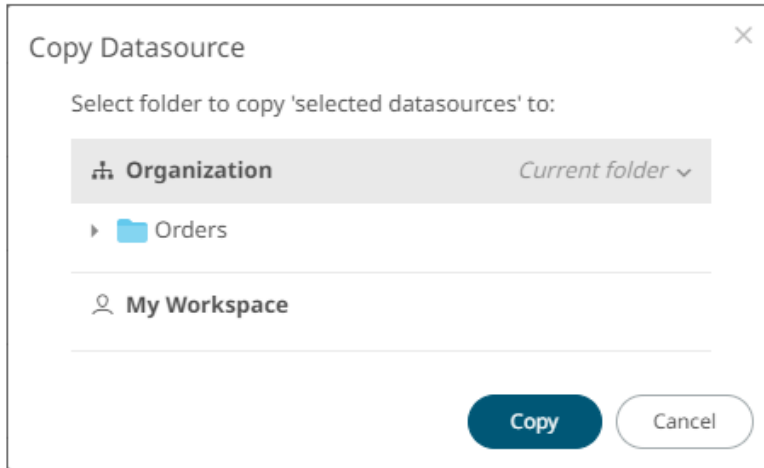 Copy Datasource
Select folder to copy 'selected datasources' to:
Organization Current folder
Orders
My Workspace
Copy Cancel